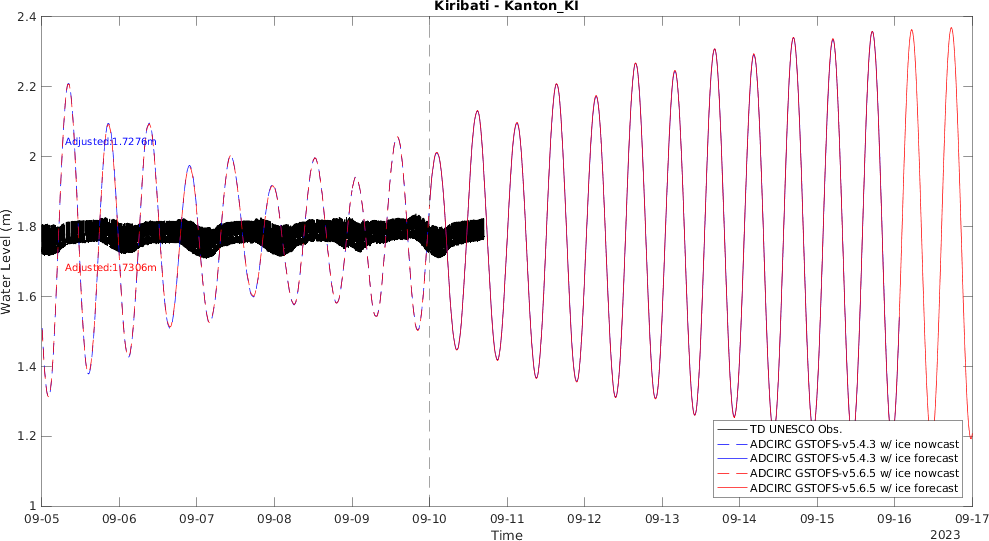 Kiribati - Kanton_KI
2.4
2.2
2
1.8
1.6
1.4
1.2
1
Water Level (m)
Adjusted:1.7276m
Adjusted:1.7306m
TD UNESCO Obs.
ADCIRC GSTOFS-v5.4.3 w/ ice nowcast
ADCIRC GSTOFS-v5.4.3 w/ ice forecast
ADCIRC GSTOFS-v5.6.5 w/ ice nowcast
ADCIRC GSTOFS-v5.6.5 w/ ice forecast
09-05 09-06 09-07 09-08 09-09 09-10 09-11 09-12 09-13 09-14 09-15 09-16 09-17
Time
2023